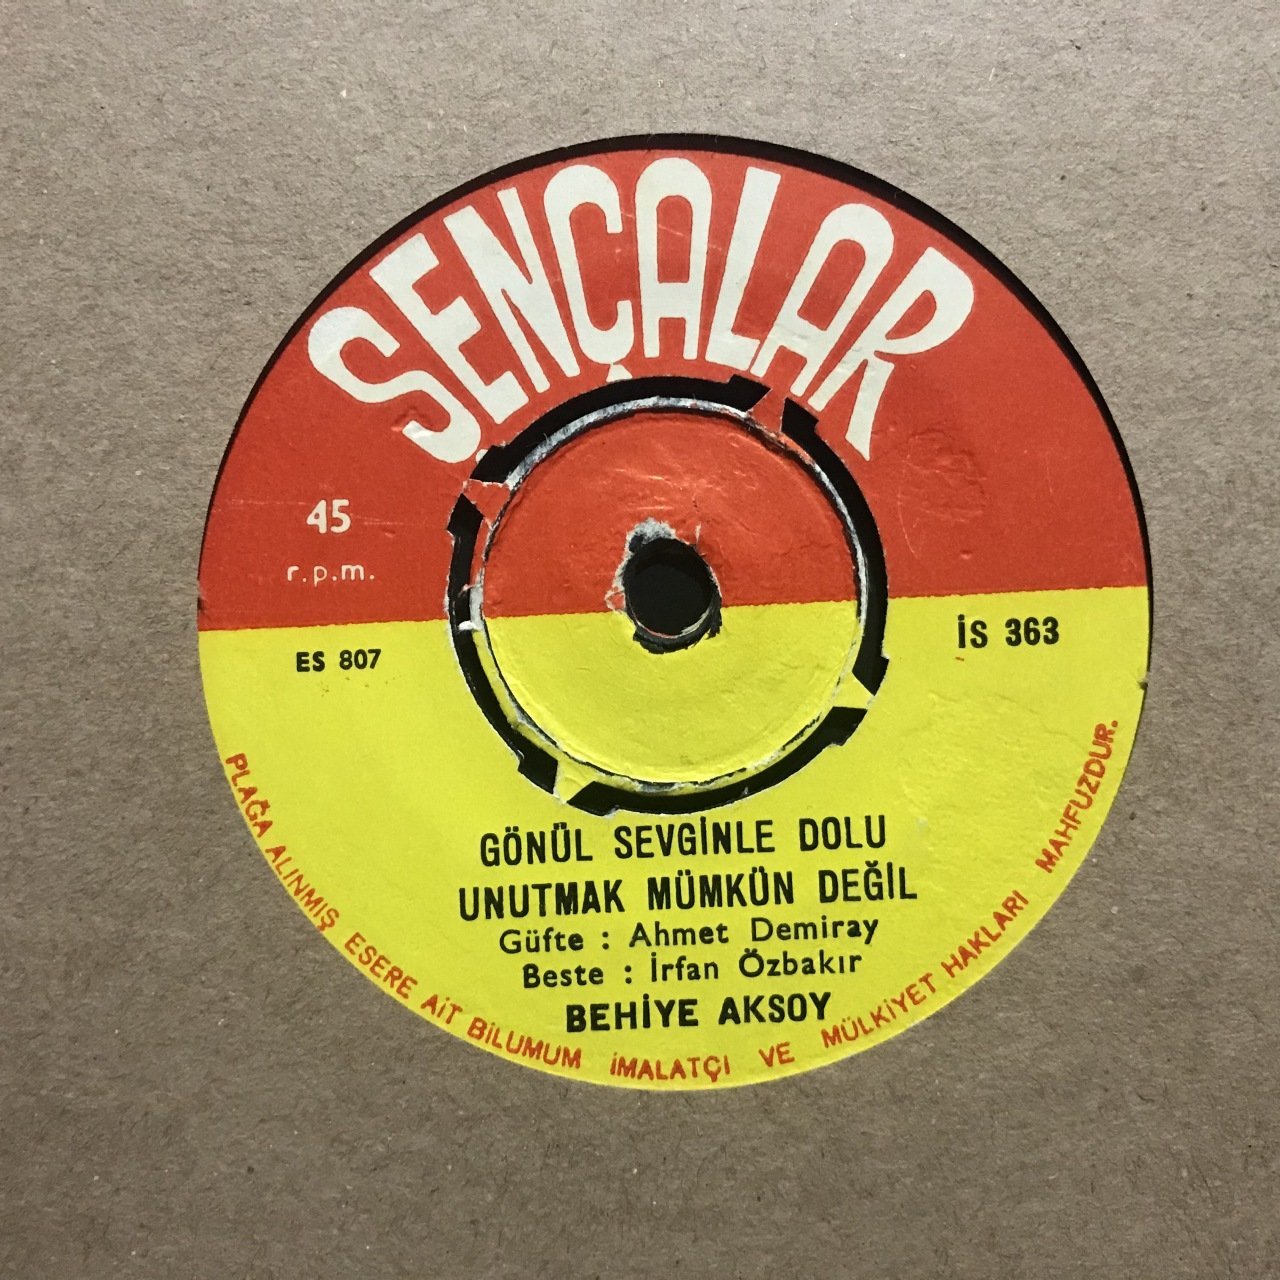 ŞENÇALAR
45
r.p.m.
ES 807
İS 363
GÖNÜL SEVGİNLE DOLU
UNUTMAK MÜMKÜN DEĞİL
Güfte : Ahmet Demiray
Beste : İrfan Özbakır
BEHİYE AKSOY
PLAĞA ALINMIŞ ESERE AİT BİLUMUM İMALATÇI VE MÜLKİYET HAKLARI MAHFUZDUR.